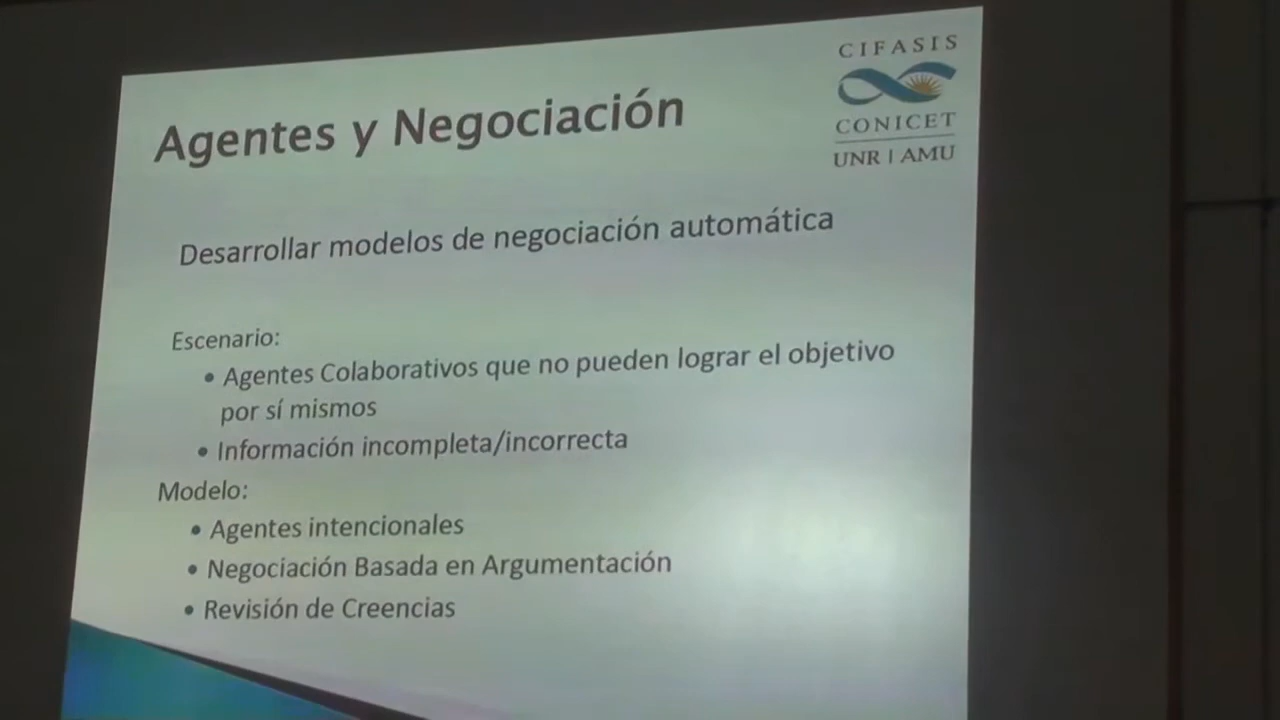 CIFASIS
CONICET
UNR | AMU
Agentes y Negociación
Desarrollar modelos de negociación automática
Escenario:
• Agentes Colaborativos que no pueden lograr el objetivo
por sí mismos
• Información incompleta/incorrecta
Modelo:
• Agentes intencionales
• Negociación Basada en Argumentación
• Revisión de Creencias